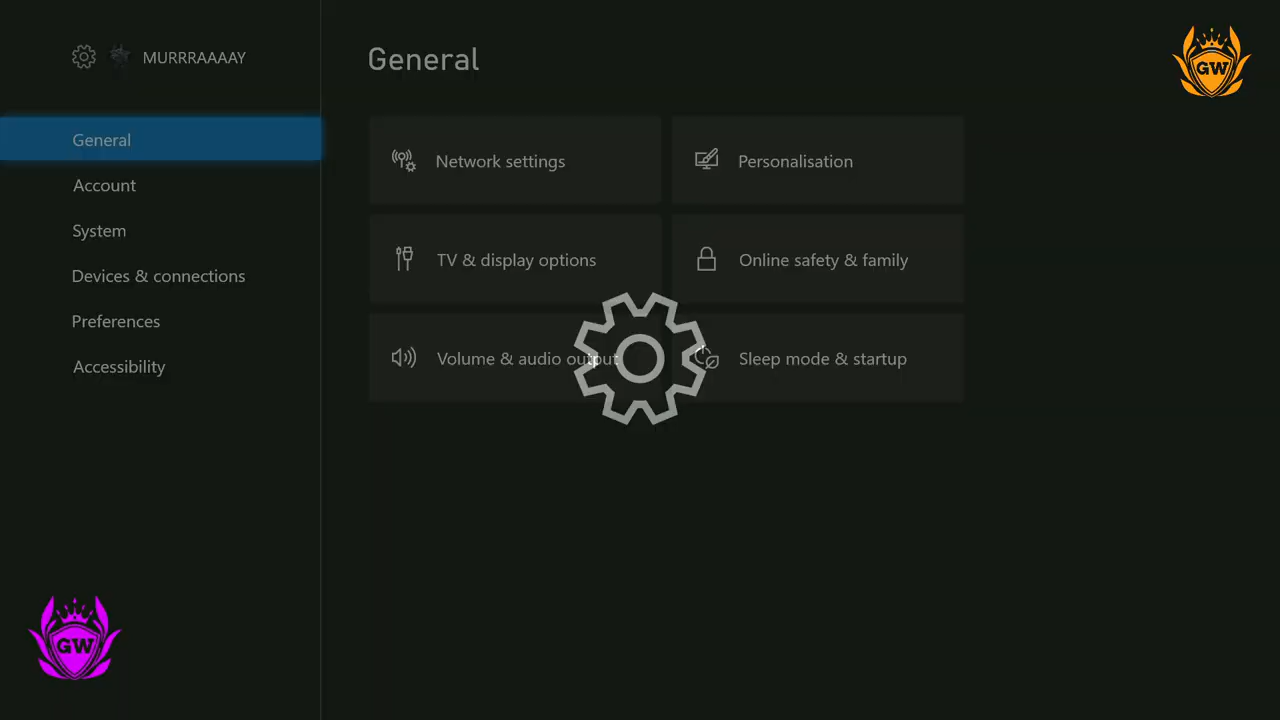 MURRRAAAAY
General
GW
General
Account
System
Devices & connections
Preferences
Accessibility
Network settings
Personalisation
TV & display options
Online safety & family
Volume & audio output
Sleep mode & startup
GW